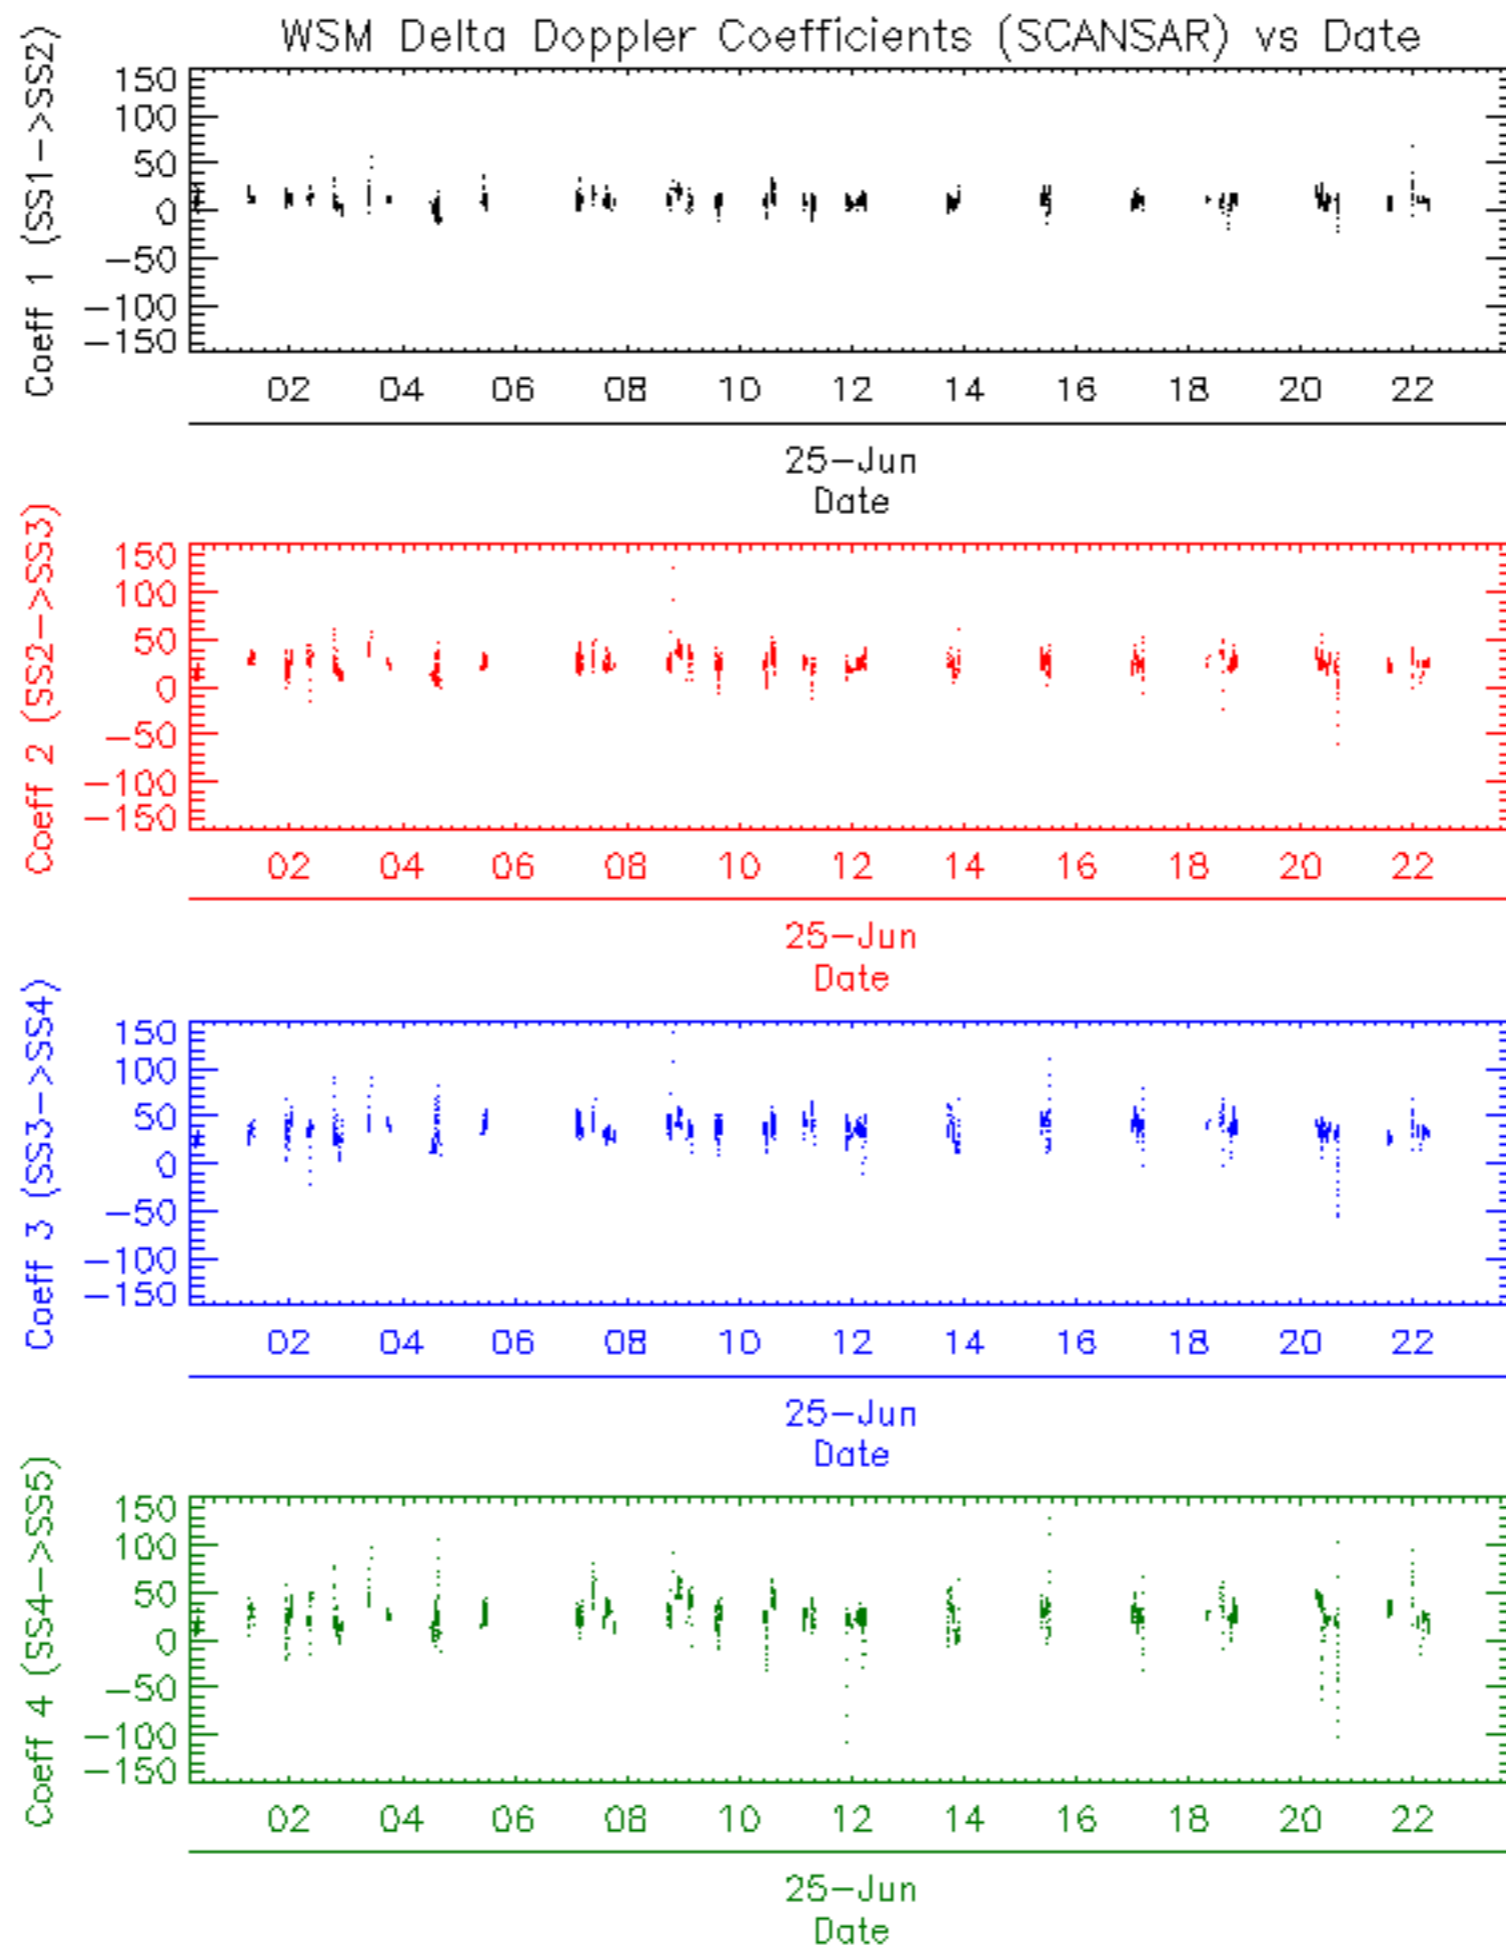 WSM Delta Doppler Coefficients (SCANSAR) vs Date
Coeff 1 (SS1->SS2)
150
100
50
0
-50
-100
-150
02 04 06 08 10 12 14 16 18 20 22
25-Jun
Date
Coeff 2 (SS2->SS3)
150
100
50
0
-50
-100
-150
02 04 06 08 10 12 14 16 18 20 22
25-Jun
Date
Coeff 3 (SS3->SS4)
150
100
50
0
-50
-100
-150
02 04 06 08 10 12 14 16 18 20 22
25-Jun
Date
Coeff 4 (SS4->SS5)
150
100
50
0
-50
-100
-150
02 04 06 08 10 12 14 16 18 20 22
25-Jun
Date